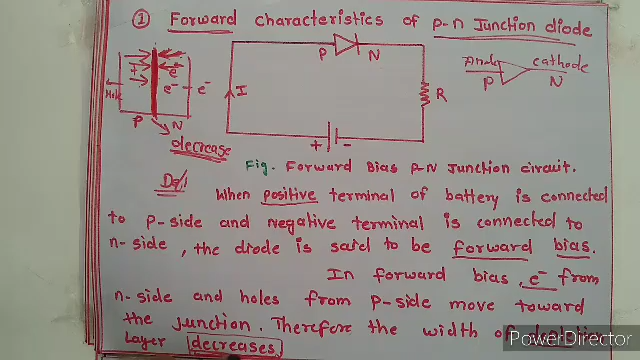 ① Forward characteristics of P-n Junction diode
P N
Anode cathode
P N
+ e
e- e-
Hole
P N
I
R
decrease
+ -
Fig. Forward Bias P-N Junction circuit.
Def/
When positive terminal of battery is connected
to p-side and negative terminal is connected to
n-side, the diode is said to be forward bias.
In forward bias, e- from
n-side and holes from p-side move toward
the junction. Therefore the width of depletion
layer decreases.
PowerDirector